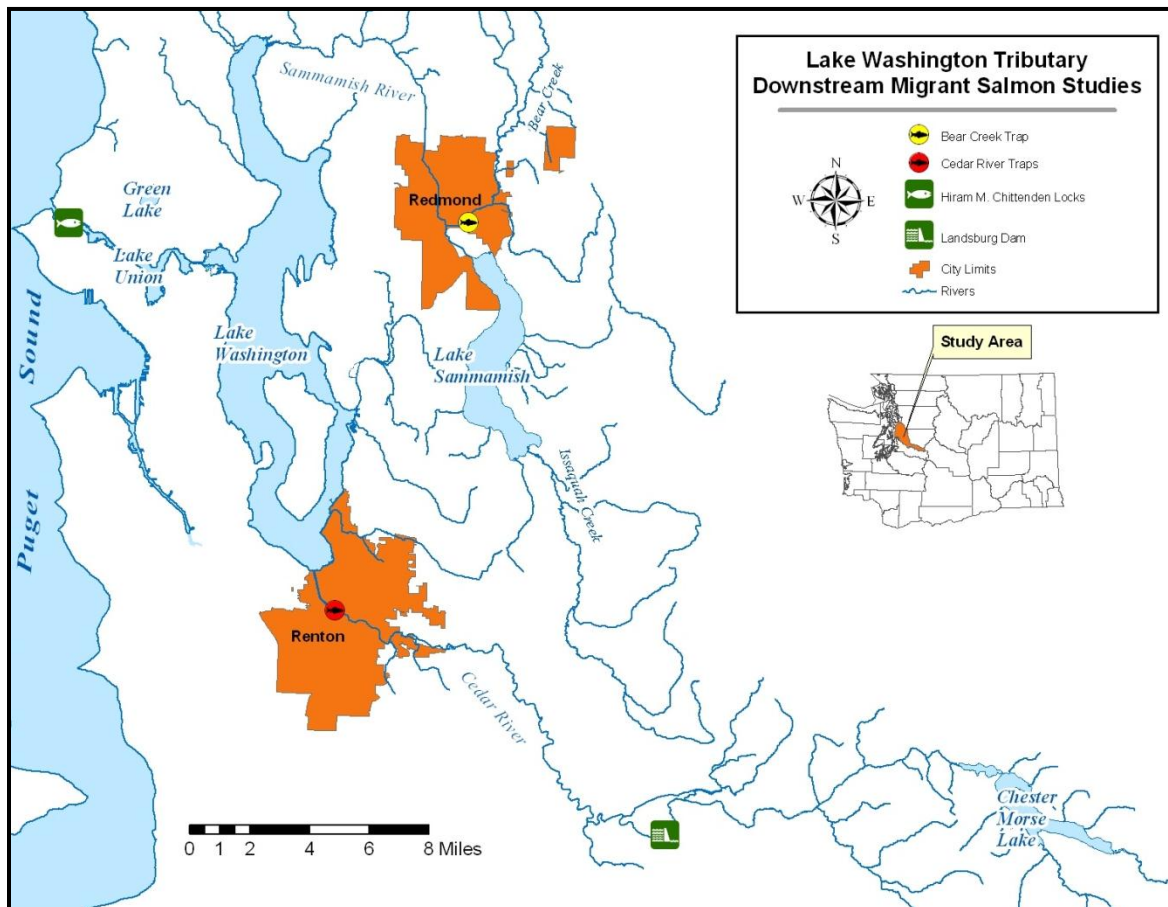 Lake Washington Tributary
Downstream Migrant Salmon Studies
Bear Creek Trap
Cedar River Traps
Hiram M. Chittenden Locks
Landsburg Dam
City Limits
Rivers
N
W
E
S
Study Area
Sammamish River
Bear Creek
Green
Lake
Redmond
Lake
Union
Puget Sound
Lake
Washington
Lake
Sammamish
Issaquah Creek
Renton
Cedar River
Chester
Morse
Lake
0 1 2 4 6 8 Miles